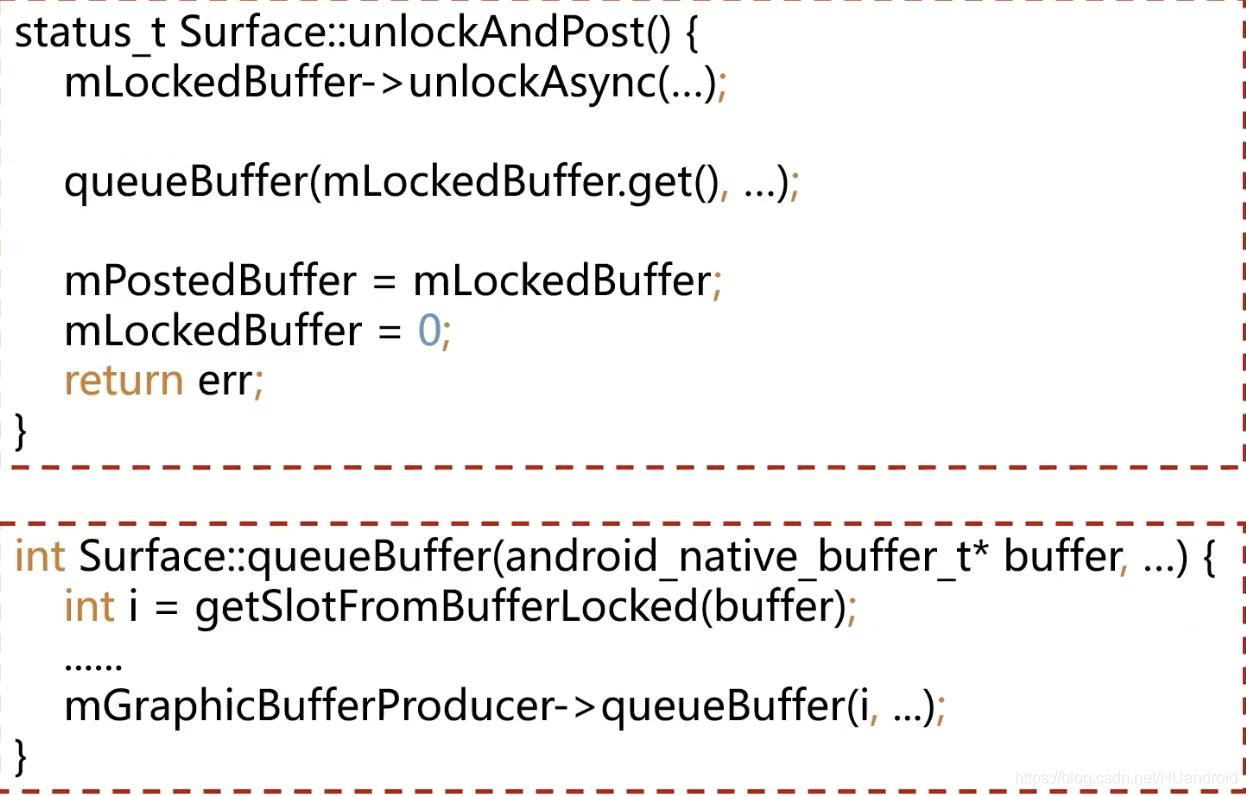 status_t Surface::unlockAndPost() {
mLockedBuffer->unlockAsync(...);
queueBuffer(mLockedBuffer.get(), ...);
mPostedBuffer = mLockedBuffer;
mLockedBuffer = 0;
return err;
}
int Surface::queueBuffer(android_native_buffer_t* buffer, ...) {
int i = getSlotFromBufferLocked(buffer);
......
mGraphicBufferProducer->queueBuffer(i, ...);
}
https://blog.csdn.net/HUandroid